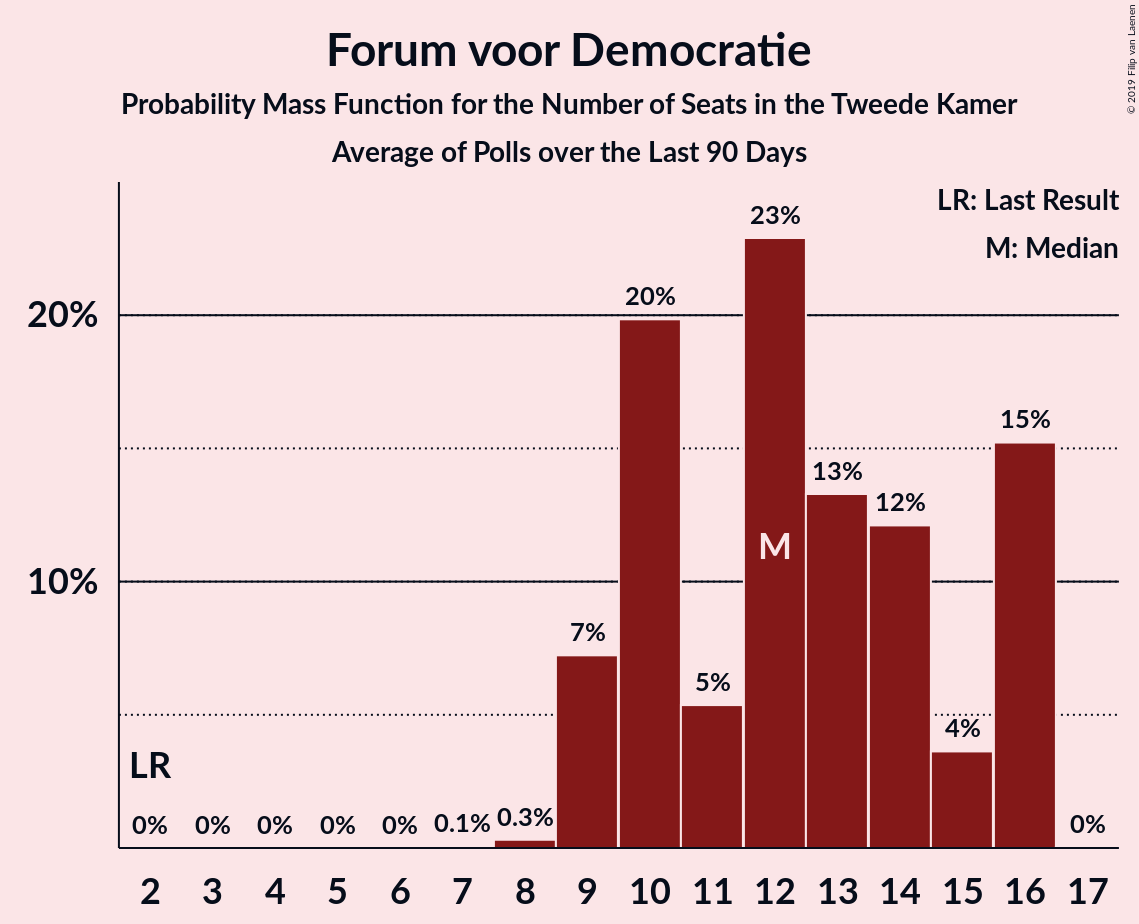 Forum voor Democratie
Probability Mass Function for the Number of Seats in the Tweede Kamer
Average of Polls over the Last 90 Days
© 2019 Filip van Laenen
LR: Last Result
M: Median
23%
20%
20%
15%
13%
12%
M
10%
7%
5%
4%
LR
0% 0% 0% 0% 0% 0.1% 0.3% 0%
2 3 4 5 6 7 8 9 10 11 12 13 14 15 16 17